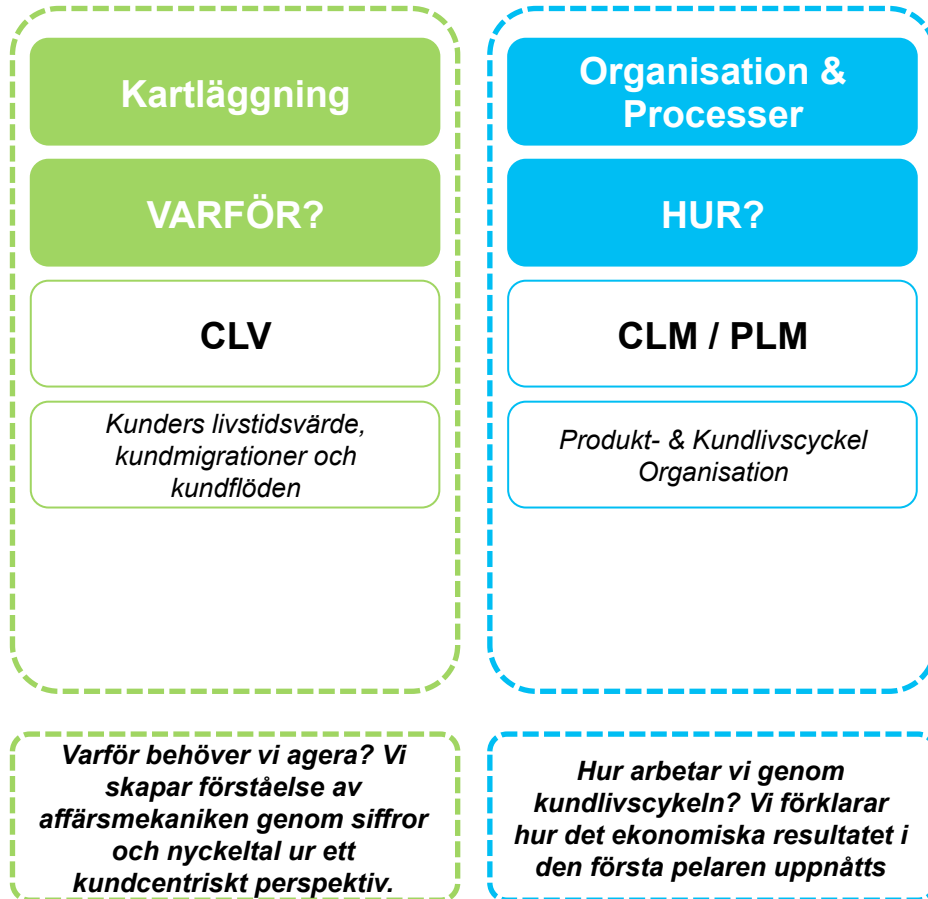 Kartläggning
VARFÖR?
CLV
Kunders livstidsvärde,
kundmigrationer och
kundflöden
Varför behöver vi agera? Vi
skapar förståelse av
affärsmekaniken genom siffror
och nyckeltal ur ett
kundcentriskt perspektiv.
Organisation &
Processer
HUR?
CLM / PLM
Produkt- & Kundlivscyckel
Organisation
Hur arbetar vi genom
kundlivscykeln? Vi förklarar
hur det ekonomiska resultatet i
den första pelaren uppnåtts